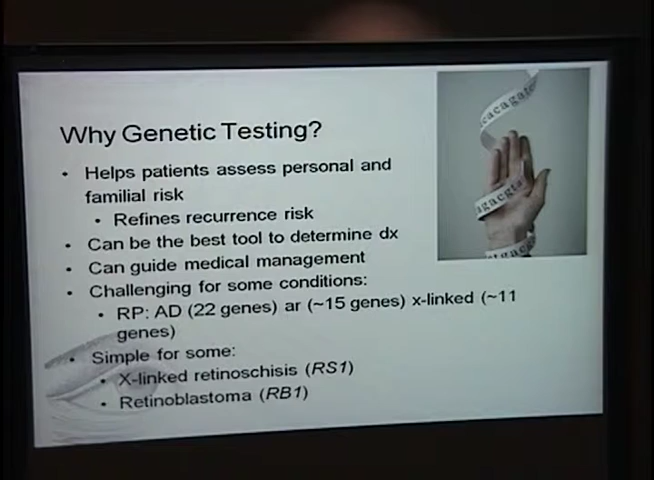 Why Genetic Testing?
• Helps patients assess personal and
familial risk
• Refines recurrence risk
• Can be the best tool to determine dx
• Can guide medical management
• Challenging for some conditions:
• RP: AD (22 genes) ar (~15 genes) x-linked (~11
genes)
• Simple for some:
• X-linked retinoschisis (RS1)
• Retinoblastoma (RB1)
cacagat
agacgta